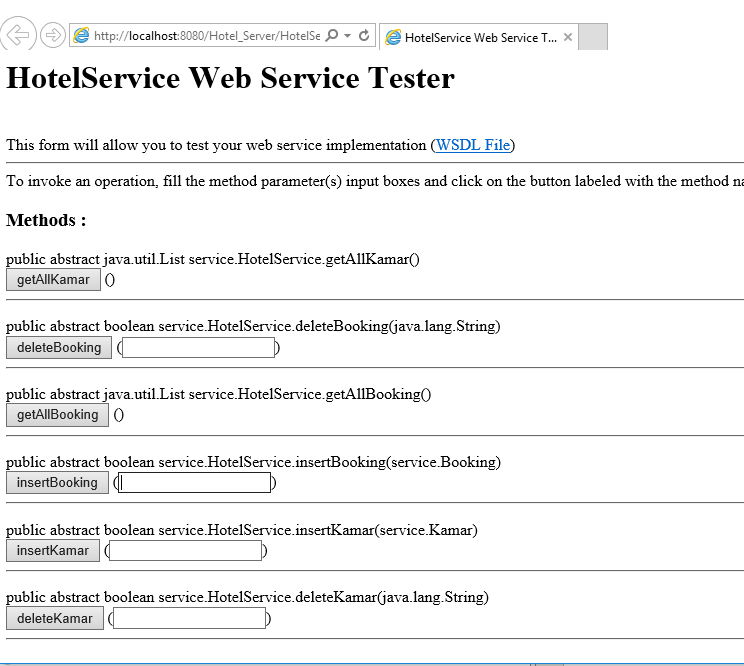 http://localhost:8080/Hotel_Server/HotelSe
HotelService Web Service T...
HotelService Web Service Tester
This form will allow you to test your web service implementation (WSDL File)
To invoke an operation, fill the method parameter(s) input boxes and click on the button labeled with the method na
Methods :
public abstract java.util.List service.HotelService.getAllKamar()
getAllKamar ()
public abstract boolean service.HotelService.deleteBooking(java.lang.String)
deleteBooking ( )
public abstract java.util.List service.HotelService.getAllBooking()
getAllBooking ()
public abstract boolean service.HotelService.insertBooking(service.Booking)
insertBooking ( )
public abstract boolean service.HotelService.insertKamar(service.Kamar)
insertKamar ( )
public abstract boolean service.HotelService.deleteKamar(java.lang.String)
deleteKamar ( )